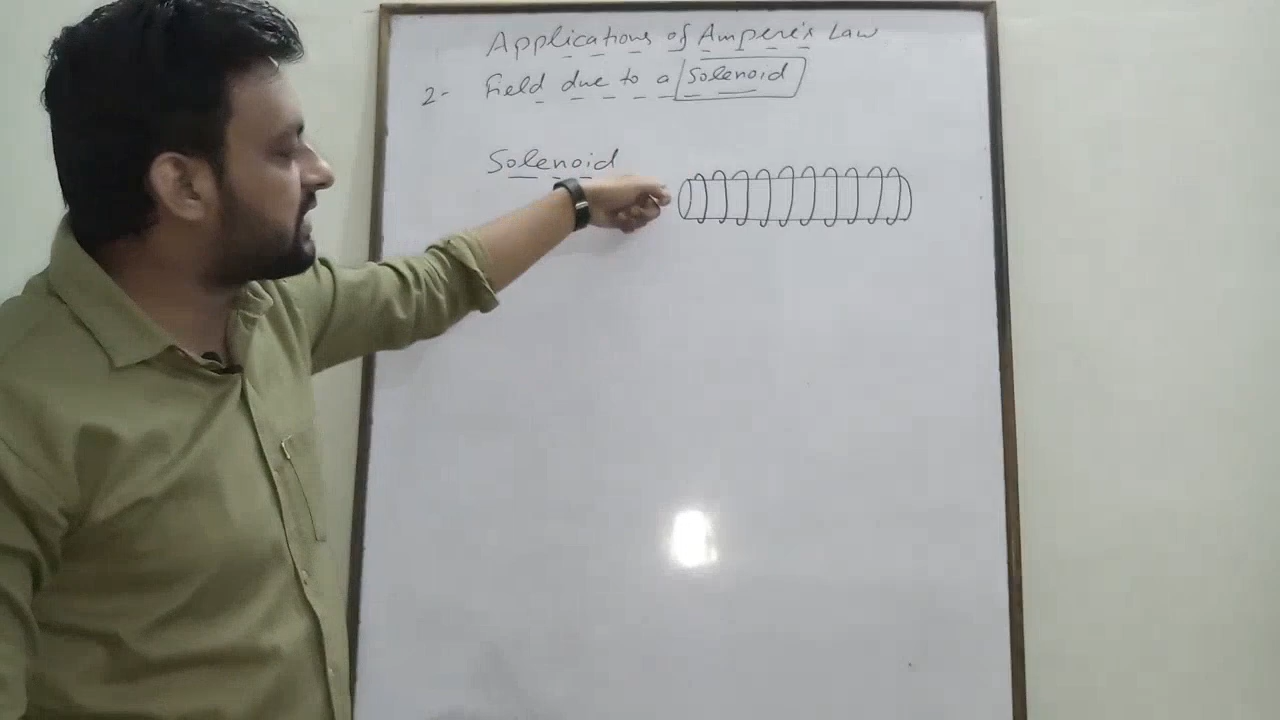 Applications of Ampere's Law
2- Field due to a Solenoid
Solenoid